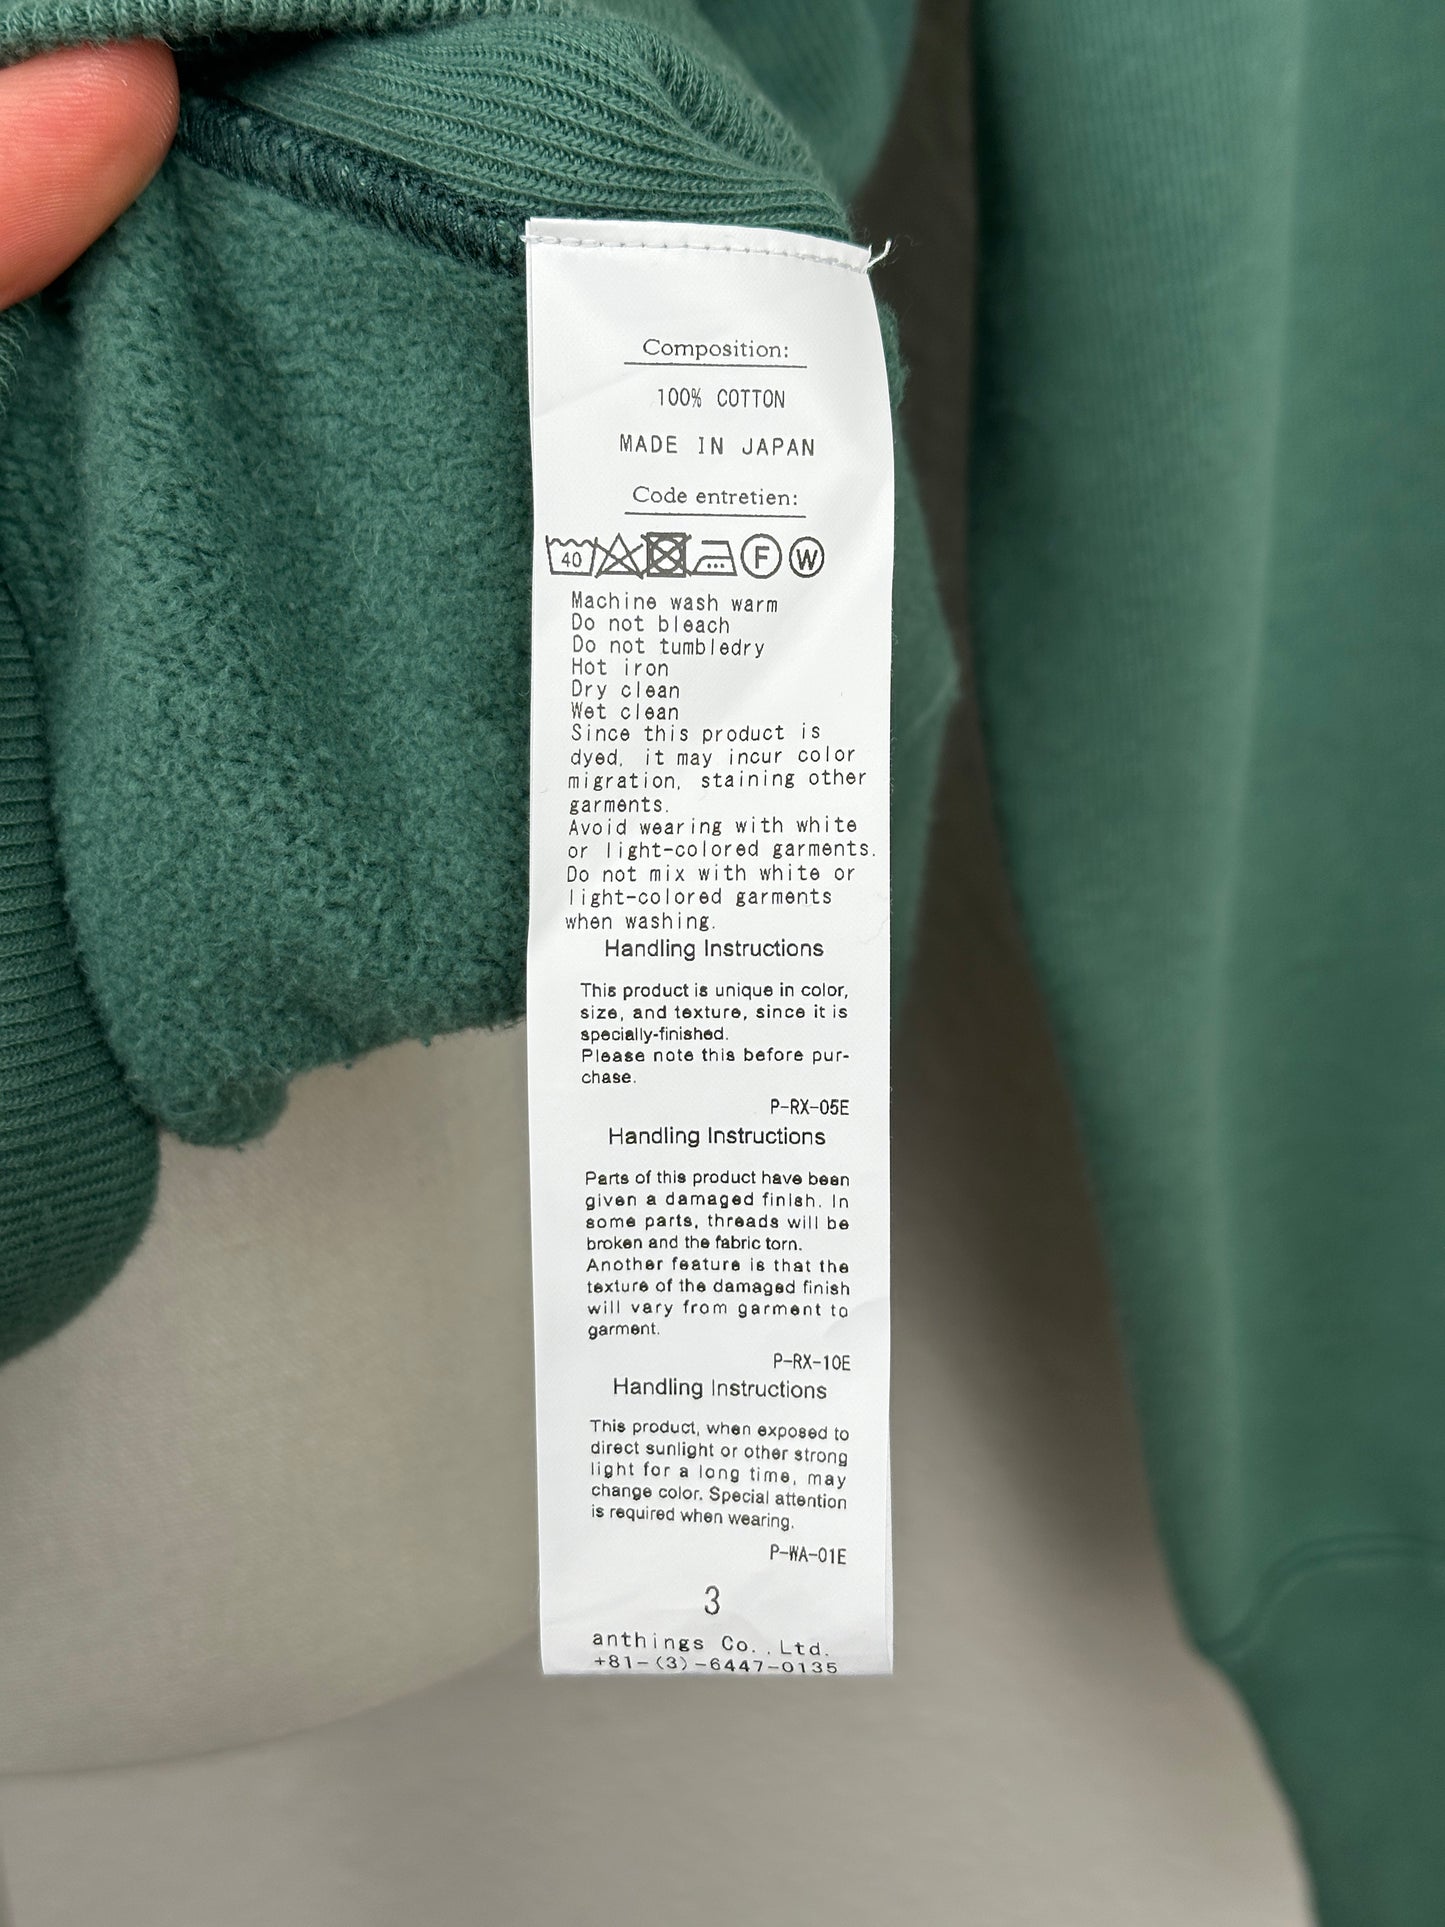 Composition:
100% COTTON
MADE IN JAPAN
Code entretien:
40 F W
Machine wash warm
Do not bleach
Do not tumbledry
Hot iron
Dry clean
Wet clean
Since this product is
dyed, it may incur color
migration, staining other
garments.
Avoid wearing with white
or light-colored garments.
Do not mix with white or
light-colored garments
when washing.
Handling Instructions
This product is unique in color,
size, and texture, since it is
specially-finished.
Please note this before pur-
chase.
P-RX-05E
Handling Instructions
Parts of this product have been
given a damaged finish. In
some parts, threads will be
broken and the fabric torn.
Another feature is that the
texture of the damaged finish
will vary from garment to
garment.
P-RX-10E
Handling Instructions
This product, when exposed to
direct sunlight or other strong
light for a long time, may
change color. Special attention
is required when wearing.
P-WA-01E
3
anthings Co.,Ltd.
+81-(3)-6447-0135